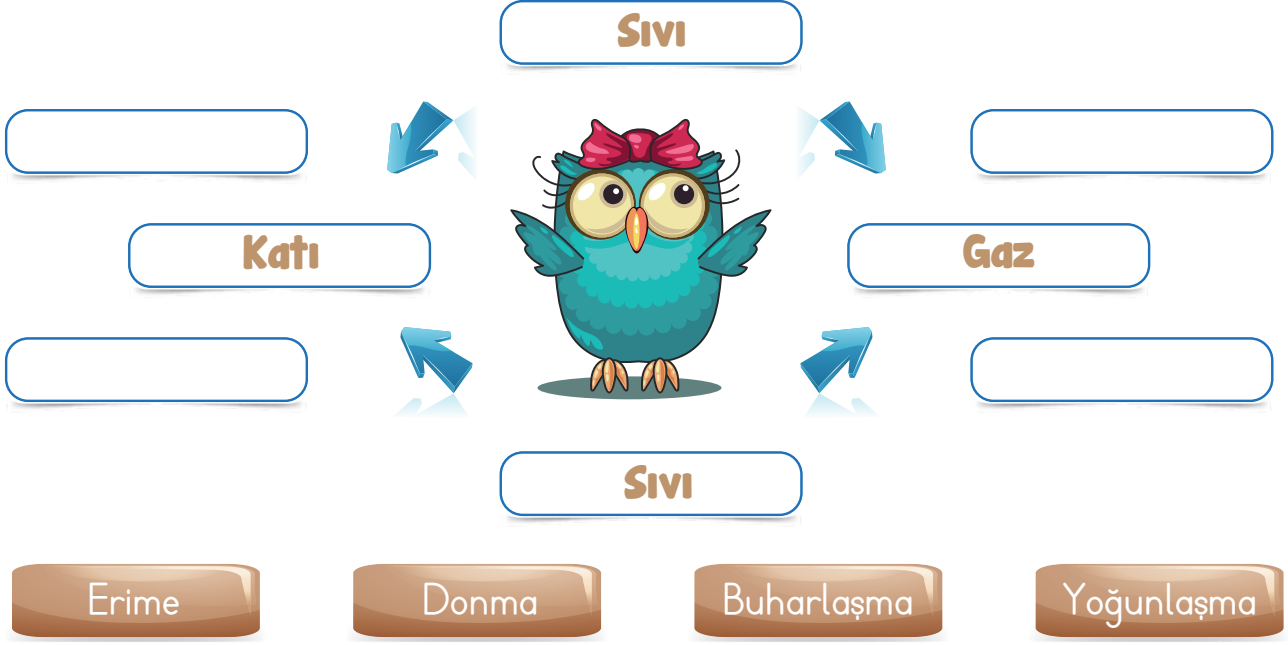 Sıvı
Katı
Gaz
Sıvı
Erime
Donma
Buharlaşma
Yoğunlaşma